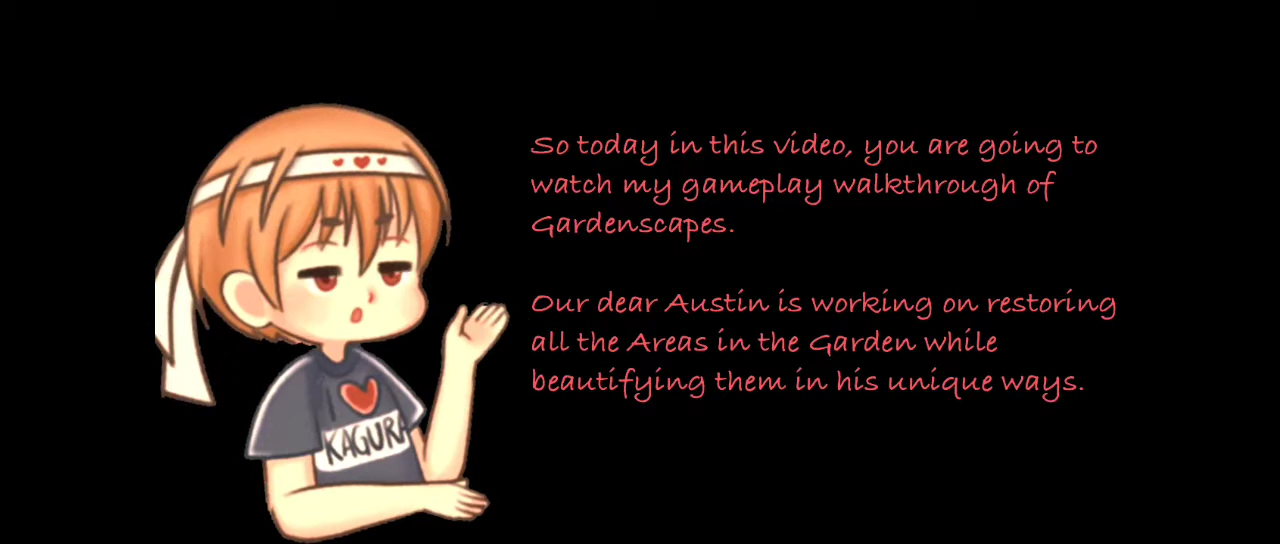 So today in this video, you are going to
watch my gameplay walkthrough of
Gardenscapes.
Our dear Austin is working on restoring
all the Areas in the Garden while
beautifying them in his unique ways.
KAGURA